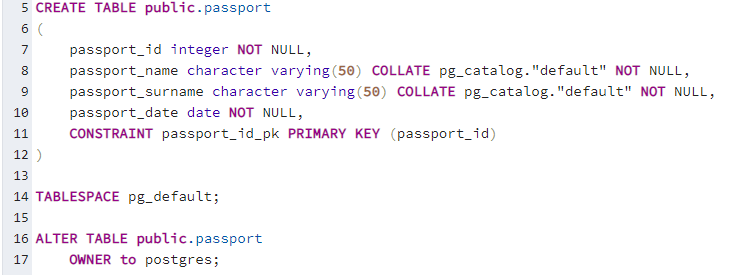 5 CREATE TABLE public.passport
6 (
7     passport_id integer NOT NULL,
8     passport_name character varying(50) COLLATE pg_catalog."default" NOT NULL,
9     passport_surname character varying(50) COLLATE pg_catalog."default" NOT NULL,
10     passport_date date NOT NULL,
11     CONSTRAINT passport_id_pk PRIMARY KEY (passport_id)
12 )
13
14 TABLESPACE pg_default;
15
16 ALTER TABLE public.passport
17     OWNER to postgres;